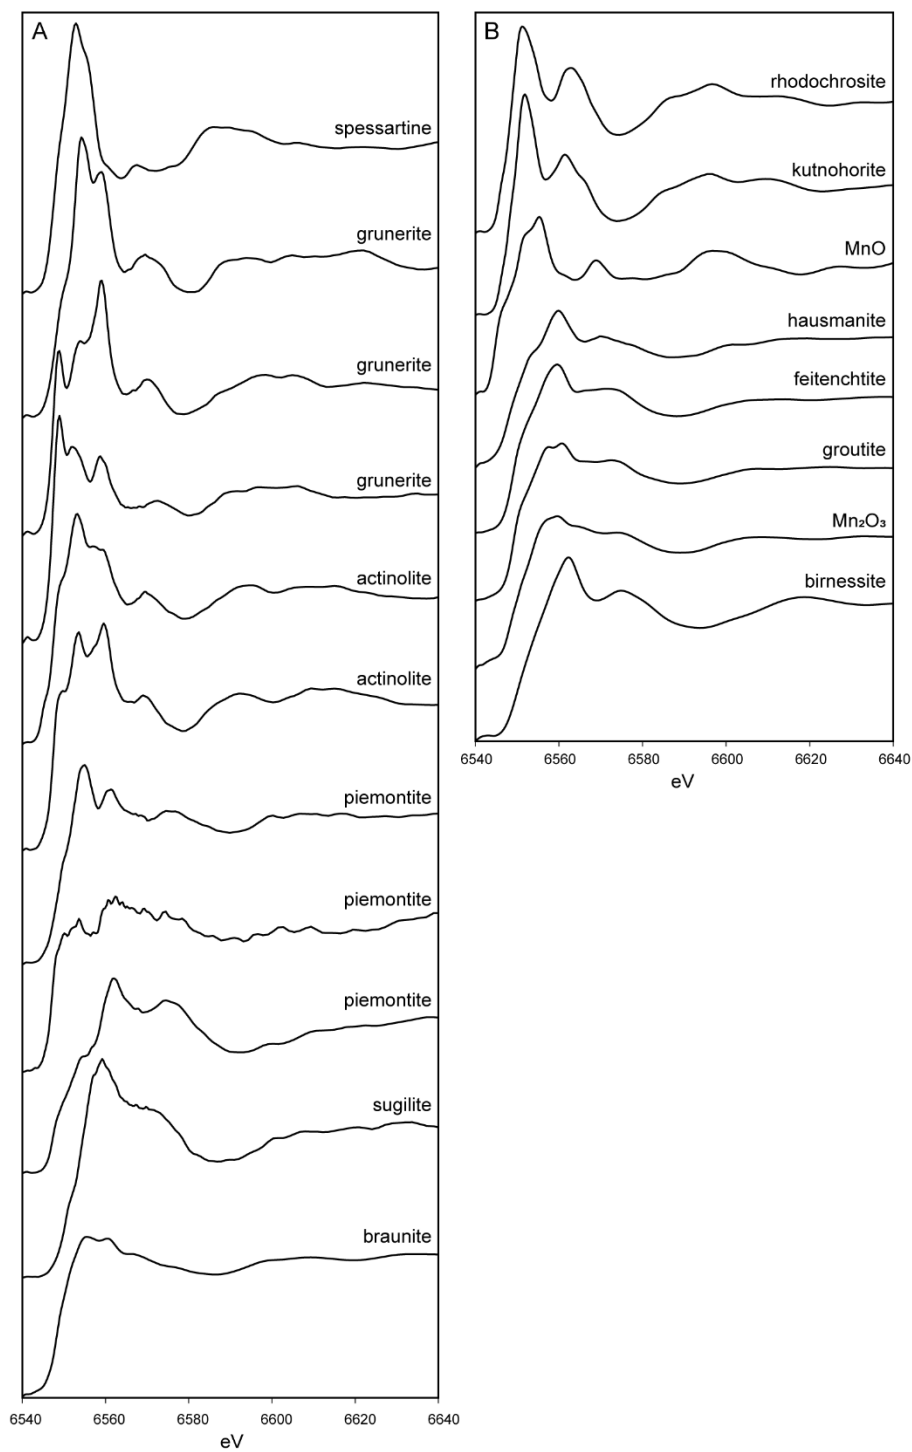 A
spessartine
grunerite
grunerite
grunerite
actinolite
actinolite
piemontite
piemontite
piemontite
sugilite
braunite
6540 6560 6580 6600 6620 6640
eV
B
rhodochrosite
kutnohorite
MnO
hausmanite
feitenchtite
groutite
Mn₂O₃
birnessite
6540 6560 6580 6600 6620 6640
eV